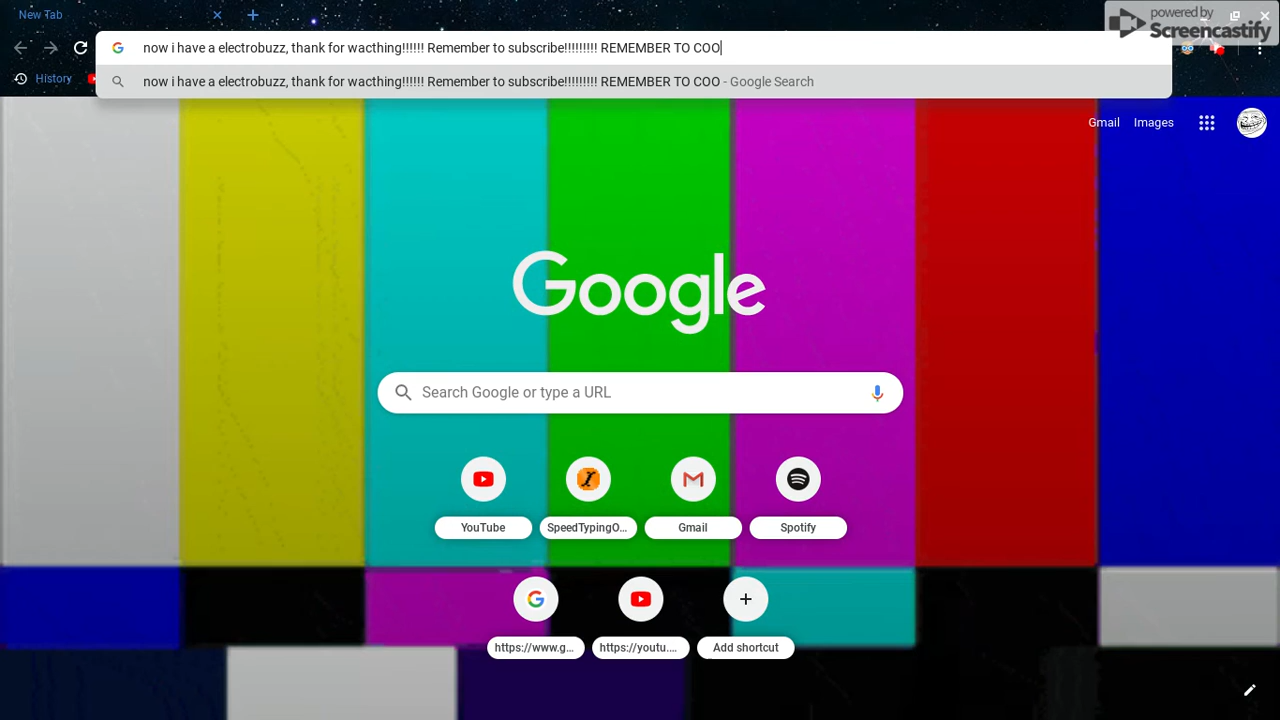 New Tab
powered by
Screencastify
now i have a electrobuzz, thank for wacthing!!!!!! Remember to subscribe!!!!!!!!! REMEMBER TO COO
History
now i have a electrobuzz, thank for wacthing!!!!!! Remember to subscribe!!!!!!!!! REMEMBER TO COO - Google Search
Gmail Images
Google
Search Google or type a URL
YouTube SpeedTypingO... Gmail Spotify
https://www.g... https://youtu.... Add shortcut